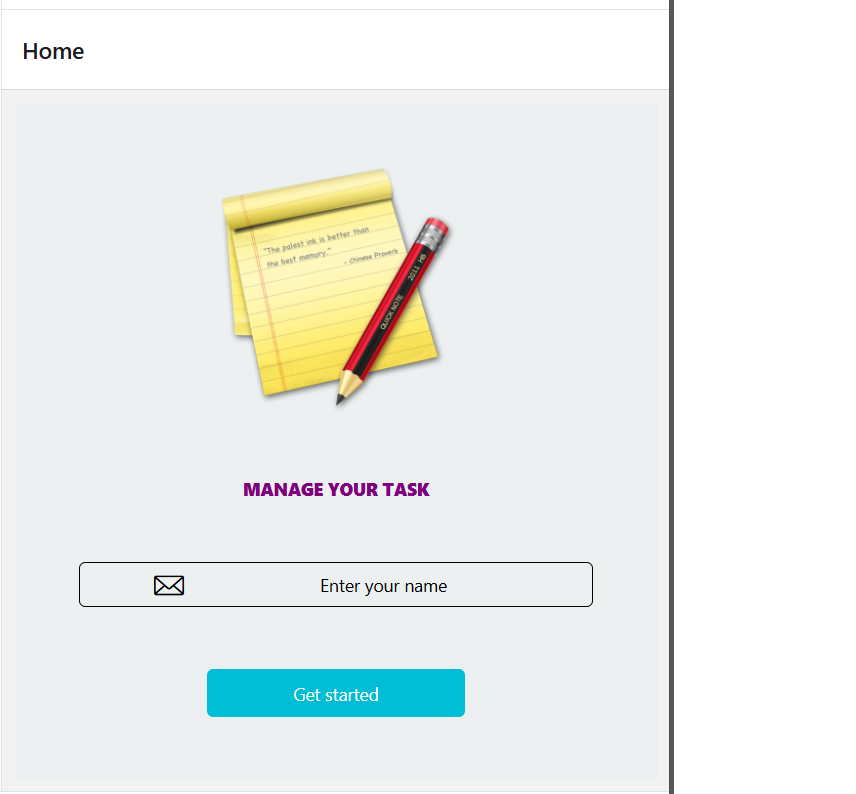 Home
"The palest ink is better than
the best memory."
- Chinese Proverb
2011 HB
QUICK NOTE
MANAGE YOUR TASK
Enter your name
Get started